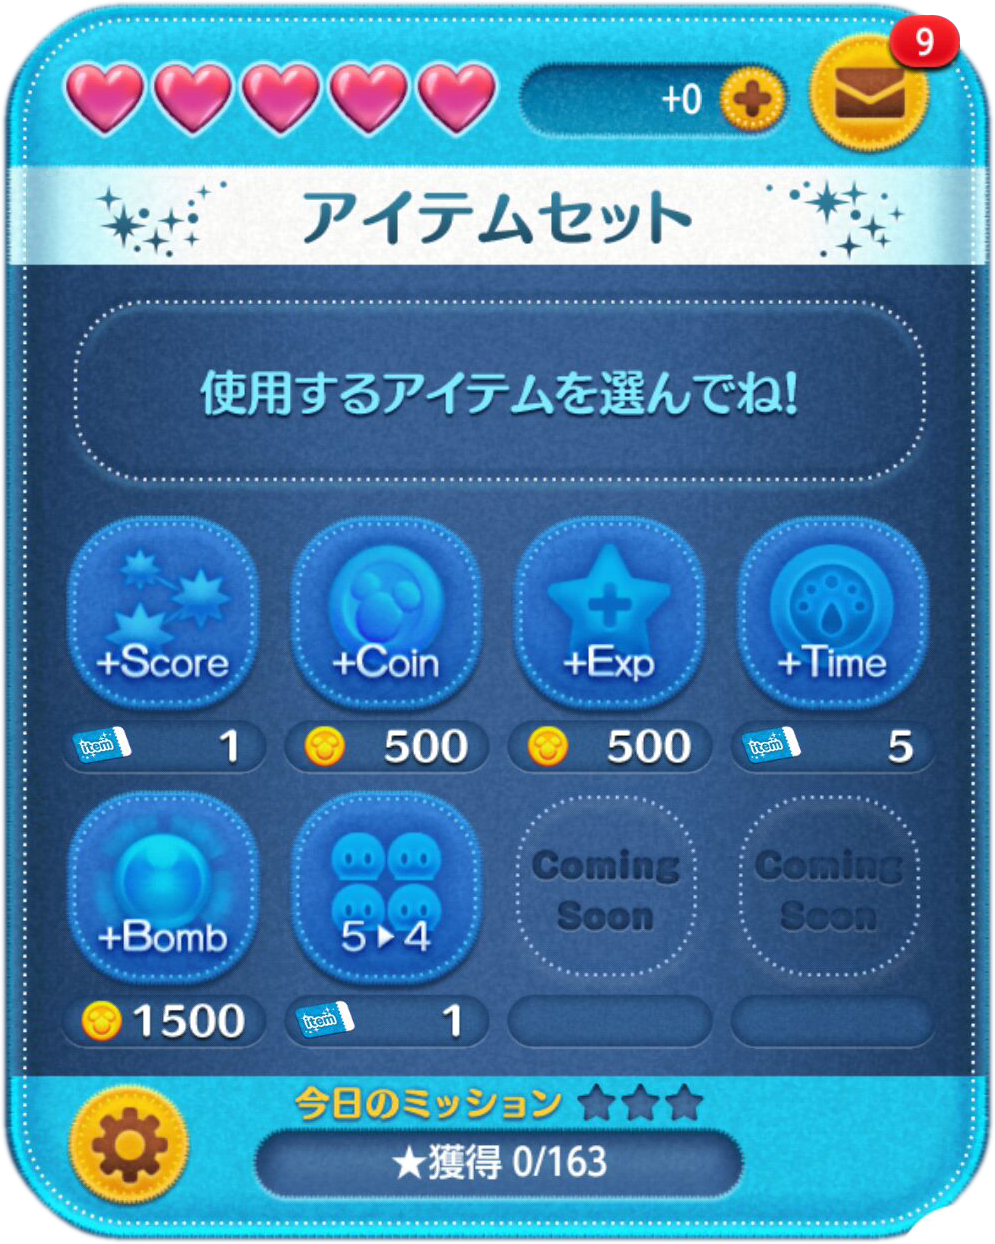 9
+0
アイテムセット
使用するアイテムを選んでね!
+Score
+Coin
+Exp
+Time
item 1
500
500
item 5
+Bomb
5▶4
Coming
Soon
Coming
Soon
1500
item 1
今日のミッション
★獲得 0/163